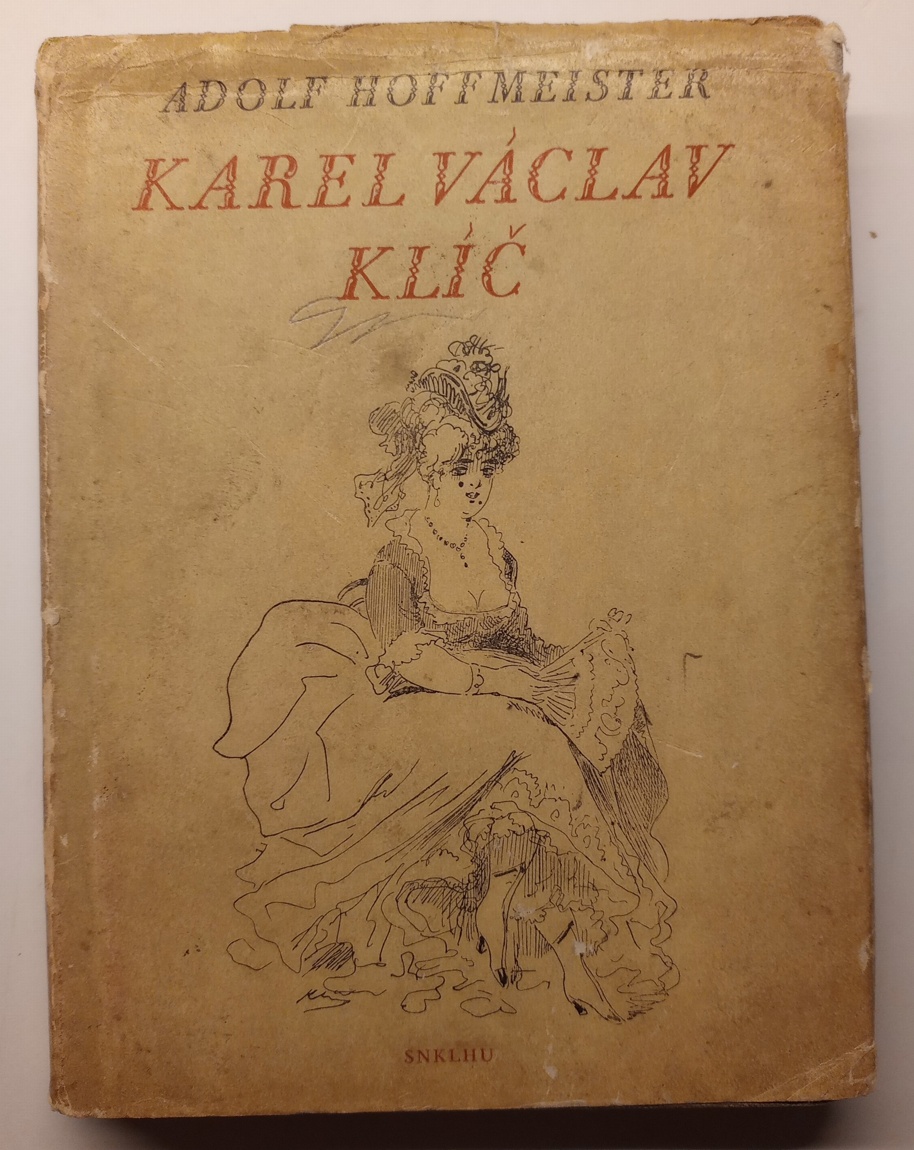 ADOLF HOFFMEISTER
KAREL VÁCLAV
KLÍČ
SNKLHU